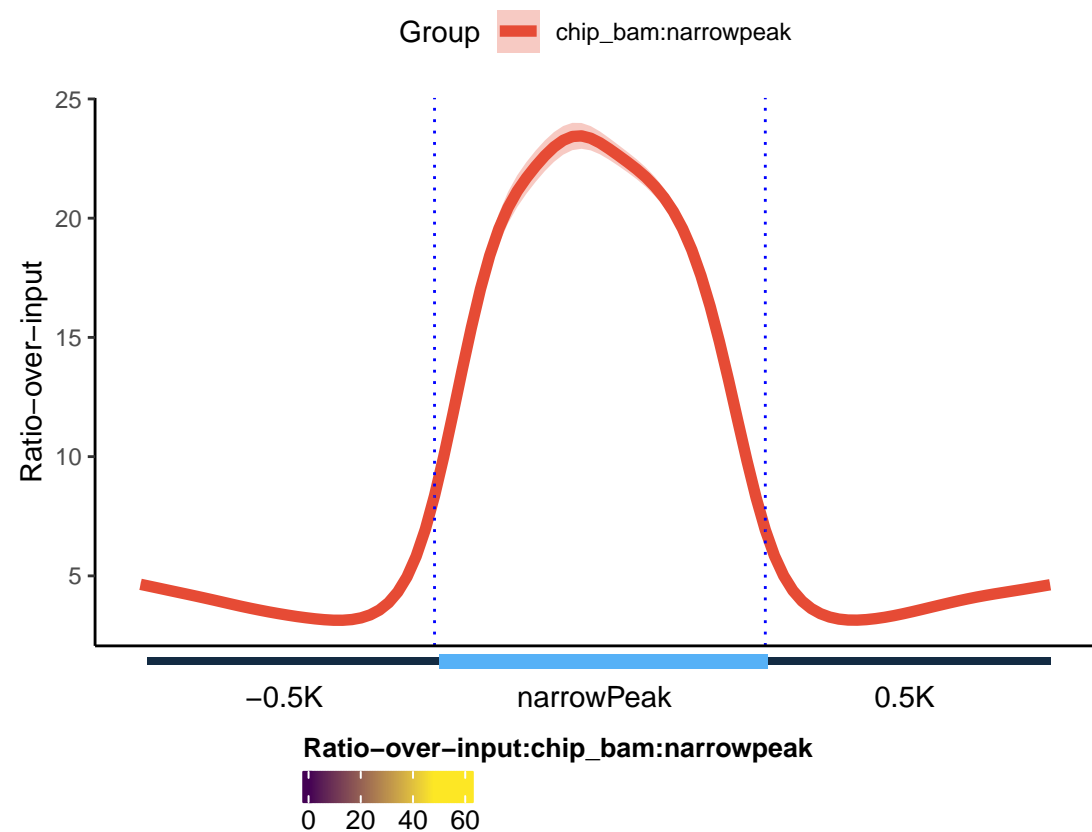 Group chip_bam:narrowpeak
25
20
15
10
5
Ratio−over−input
−0.5K narrowPeak 0.5K
Ratio−over−input:chip_bam:narrowpeak
0 20 40 60